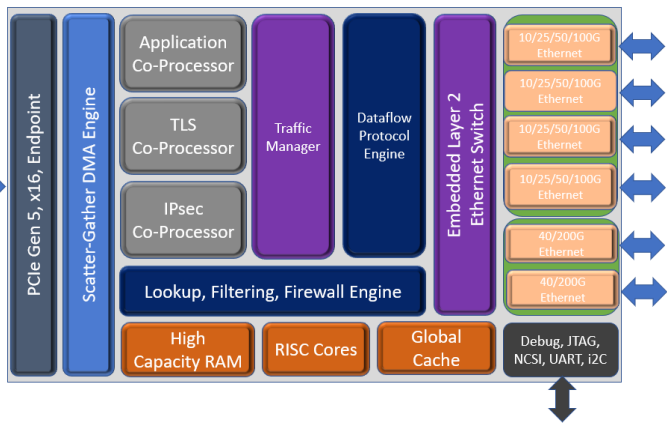 PCIe Gen 5, x16, Endpoint
Scatter-Gather DMA Engine
Application
Co-Processor
TLS
Co-Processor
IPsec
Co-Processor
Traffic
Manager
Dataflow
Protocol
Engine
Lookup, Filtering, Firewall Engine
Embedded Layer 2
Ethernet Switch
10/25/50/100G
Ethernet
10/25/50/100G
Ethernet
10/25/50/100G
Ethernet
10/25/50/100G
Ethernet
40/200G
Ethernet
40/200G
Ethernet
High
Capacity RAM
RISC Cores
Global
Cache
Debug, JTAG,
NCSI, UART, i2C